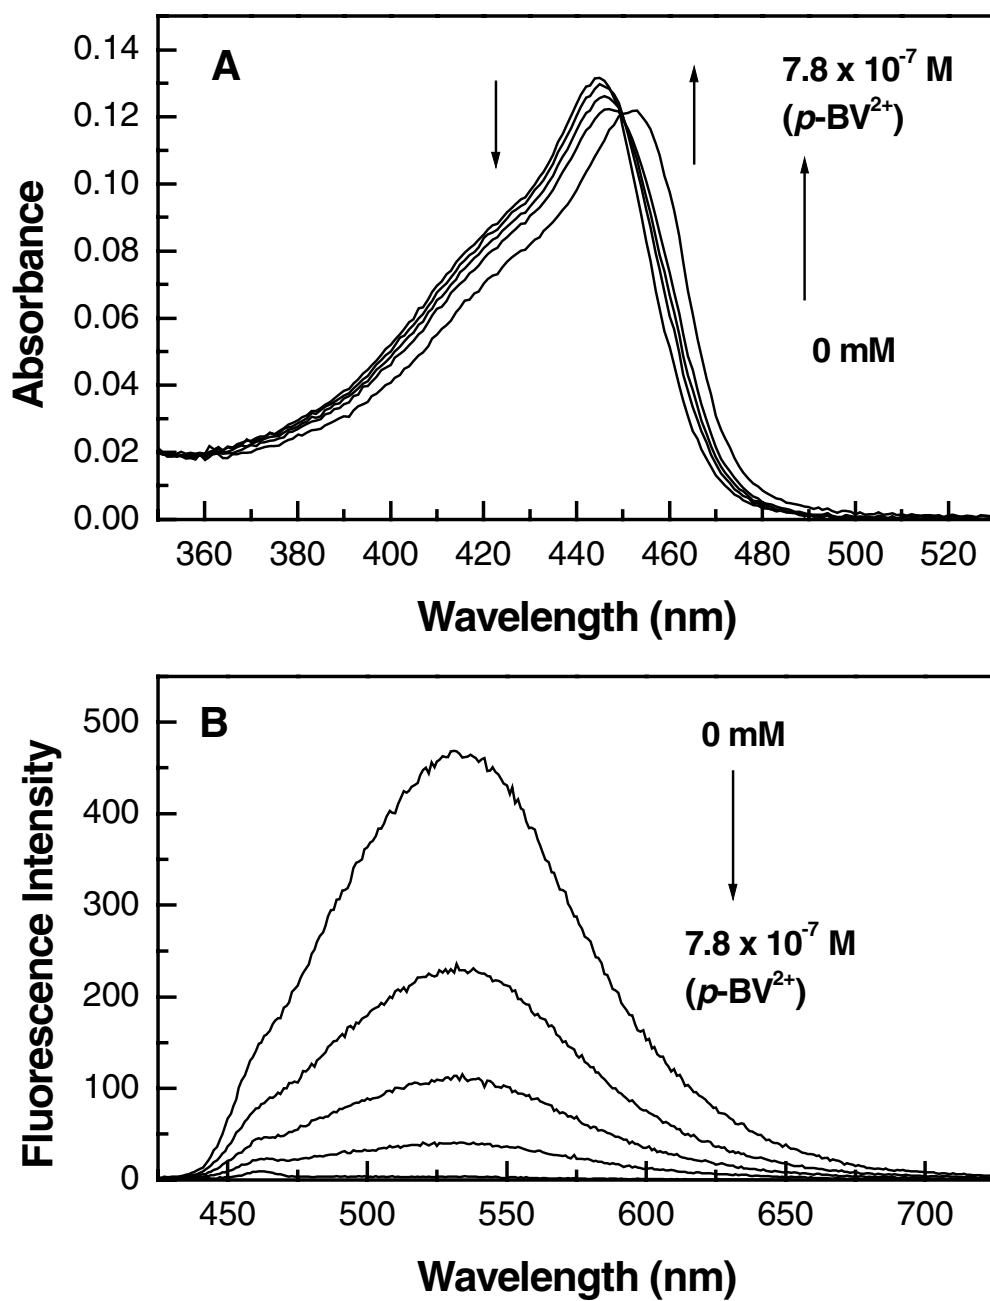 A
7.8 x 10⁻⁷ M
(p-BV²⁺)
0 mM
Absorbance
0.14
0.12
0.10
0.08
0.06
0.04
0.02
0.00
360 380 400 420 440 460 480 500 520
Wavelength (nm)
B
0 mM
7.8 x 10⁻⁷ M
(p-BV²⁺)
Fluorescence Intensity
500
400
300
200
100
0
450 500 550 600 650 700
Wavelength (nm)